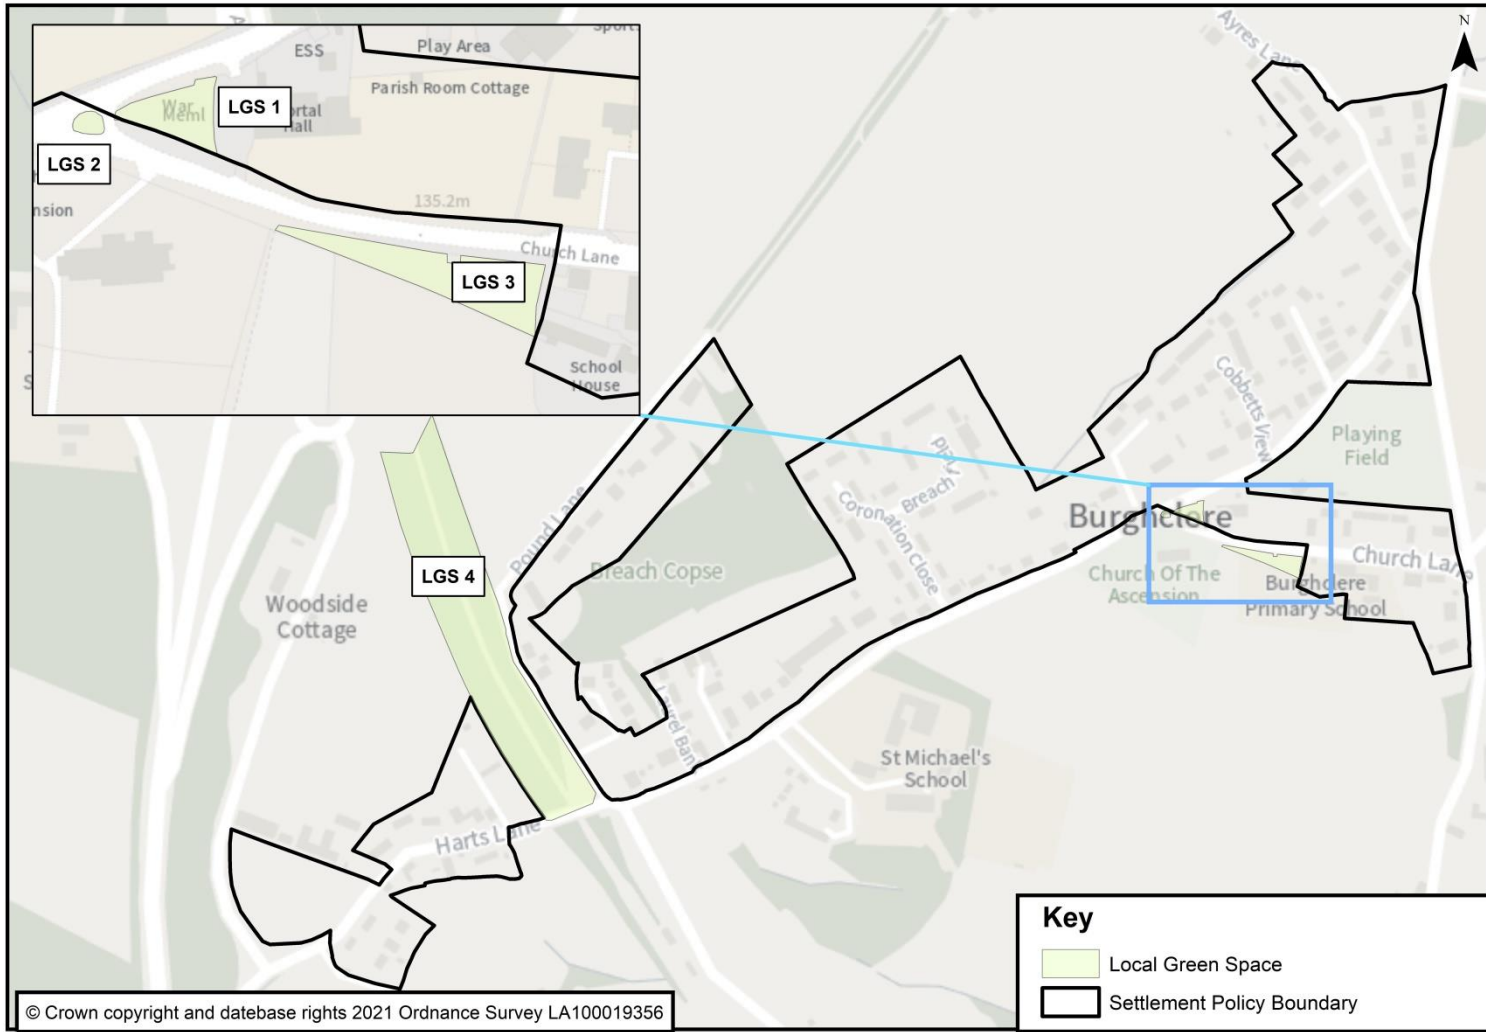 N
ESS
Play Area
Parish Room Cottage
War
Meml
LGS 1
Hall
LGS 2
135.2m
Church Lane
LGS 3
School
House
Ayres Lane
Cobbetts View
Playing
Field
Pound Lane
Breach
Coronation Close
Burghclere
Church Lane
Church Of The
Ascension
Burghclere
Primary School
Breach Copse
LGS 4
Woodside
Cottage
St Michael's
School
Harts Lane
Key
Local Green Space
Settlement Policy Boundary
© Crown copyright and datebase rights 2021 Ordnance Survey LA100019356